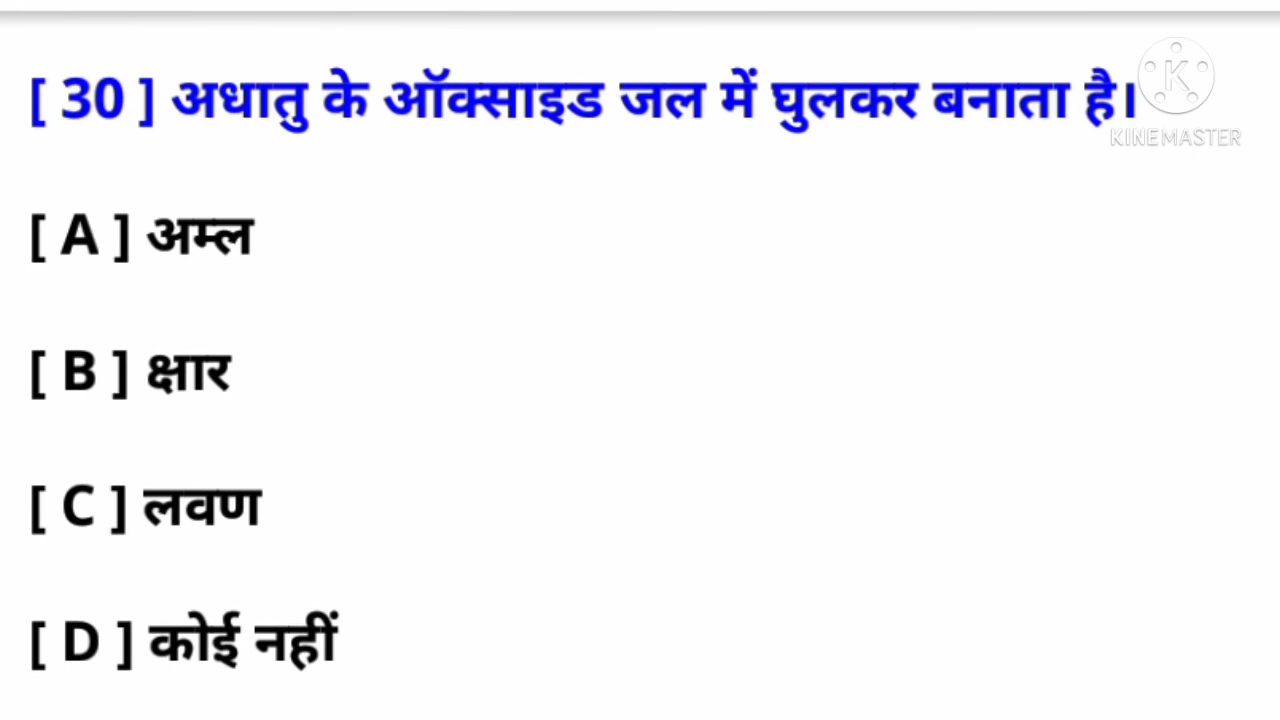 [ 30 ] अधातु के ऑक्साइड जल में घुलकर बनाता है।
K
KINEMASTER
[ A ] अम्ल
[ B ] क्षार
[ C ] लवण
[ D ] कोई नहीं